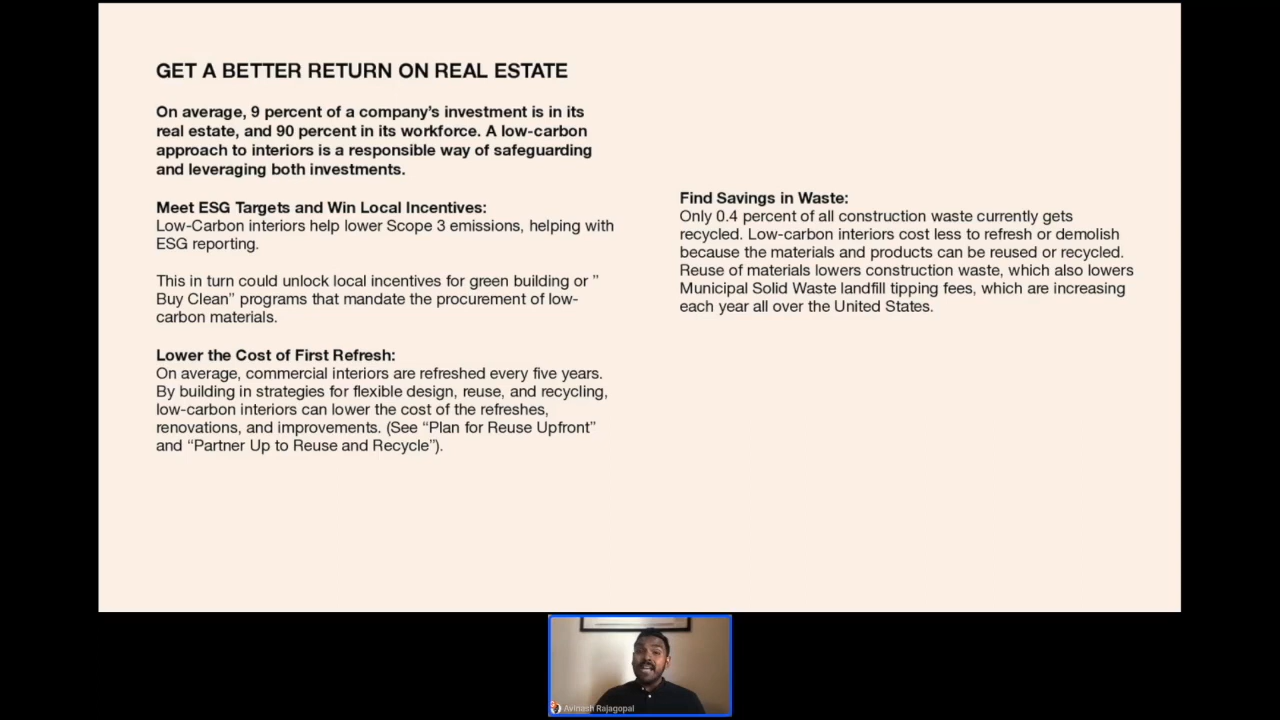 GET A BETTER RETURN ON REAL ESTATE
On average, 9 percent of a company’s investment is in its
real estate, and 90 percent in its workforce. A low-carbon
approach to interiors is a responsible way of safeguarding
and leveraging both investments.
Meet ESG Targets and Win Local Incentives:
Low-Carbon interiors help lower Scope 3 emissions, helping with
ESG reporting.
This in turn could unlock local incentives for green building or ”
Buy Clean” programs that mandate the procurement of low-
carbon materials.
Lower the Cost of First Refresh:
On average, commercial interiors are refreshed every five years.
By building in strategies for flexible design, reuse, and recycling,
low-carbon interiors can lower the cost of the refreshes,
renovations, and improvements. (See “Plan for Reuse Upfront”
and “Partner Up to Reuse and Recycle”).
Find Savings in Waste:
Only 0.4 percent of all construction waste currently gets
recycled. Low-carbon interiors cost less to refresh or demolish
because the materials and products can be reused or recycled.
Reuse of materials lowers construction waste, which also lowers
Municipal Solid Waste landfill tipping fees, which are increasing
each year all over the United States.
Avinash Rajagopal